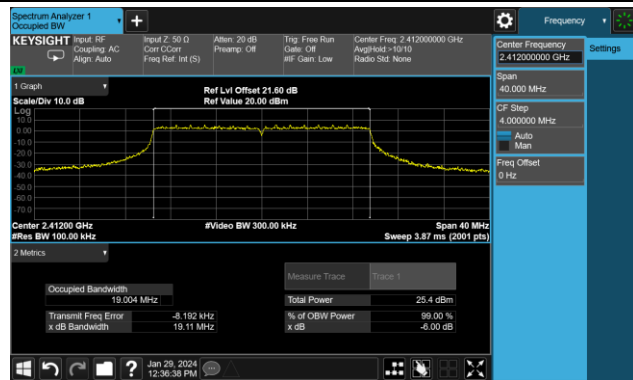 Spectrum Analyzer 1
Occupied BW
Frequency
KEYSIGHT
Input: RF
Coupling: AC
Align: Auto
Input Z: 50 Ω
Corr CCorr
Freq Ref: Int (S)
Atten: 20 dB
Preamp: Off
Trig: Free Run
Gate: Off
#IF Gain: Low
Center Freq: 2.412000000 GHz
Avg|Hold:>10/10
Radio Std: None
Center Frequency
2.412000000 GHz
Settings
Span
40.000 MHz
CF Step
4.000000 MHz
Auto
Man
Freq Offset
0 Hz
1 Graph
Scale/Div 10.0 dB
Ref Lvl Offset 21.60 dB
Ref Value 20.00 dBm
Log
10.0
0.00
-10.0
-20.0
-30.0
-40.0
-50.0
-60.0
-70.0
Center 2.41200 GHz
#Res BW 100.00 kHz
#Video BW 300.00 kHz
Span 40 MHz
Sweep 3.87 ms (2001 pts)
2 Metrics
Measure Trace
Trace 1
Occupied Bandwidth
19.004 MHz
Total Power
25.4 dBm
Transmit Freq Error
-8.192 kHz
% of OBW Power
99.00 %
x dB Bandwidth
19.11 MHz
x dB
-6.00 dB
Jan 29, 2024
12:36:38 PM